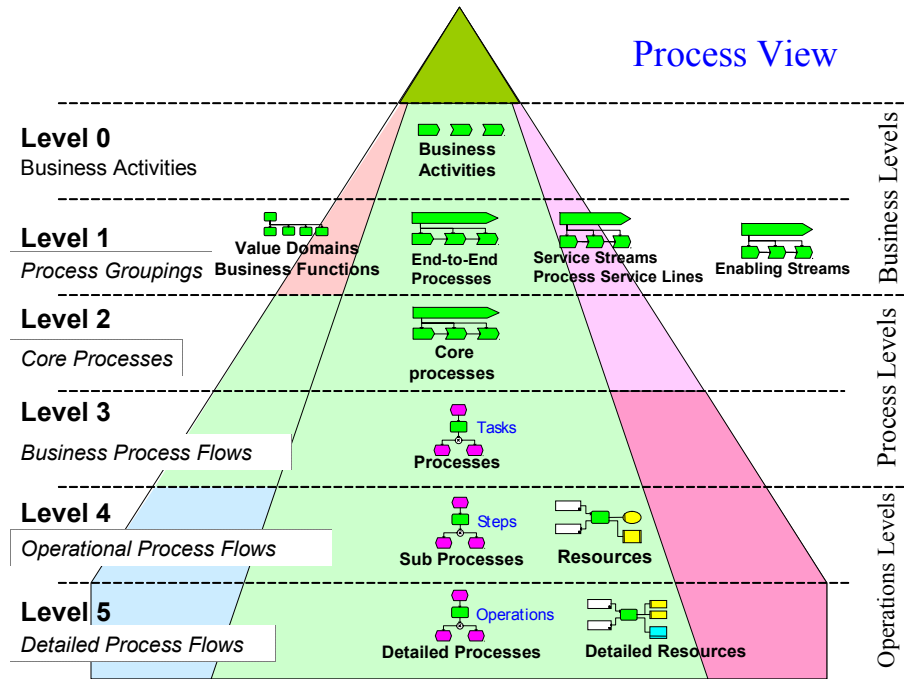 Process View
Level 0
Business Activities
Business
Activities
Business Levels
Level 1
Process Groupings
Value Domains
Business Functions
End-to-End
Processes
Service Streams
Process Service Lines
Enabling Streams
Level 2
Core Processes
Core
processes
Process Levels
Level 3
Business Process Flows
Tasks
Processes
Level 4
Operational Process Flows
Steps
Sub Processes
Resources
Operations Levels
Level 5
Detailed Process Flows
Operations
Detailed Processes
Detailed Resources